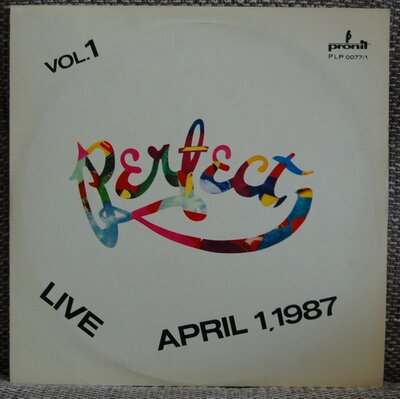 VOL.1
pronit
PLP 0077/1
Perfect
LIVE APRIL 1,1987